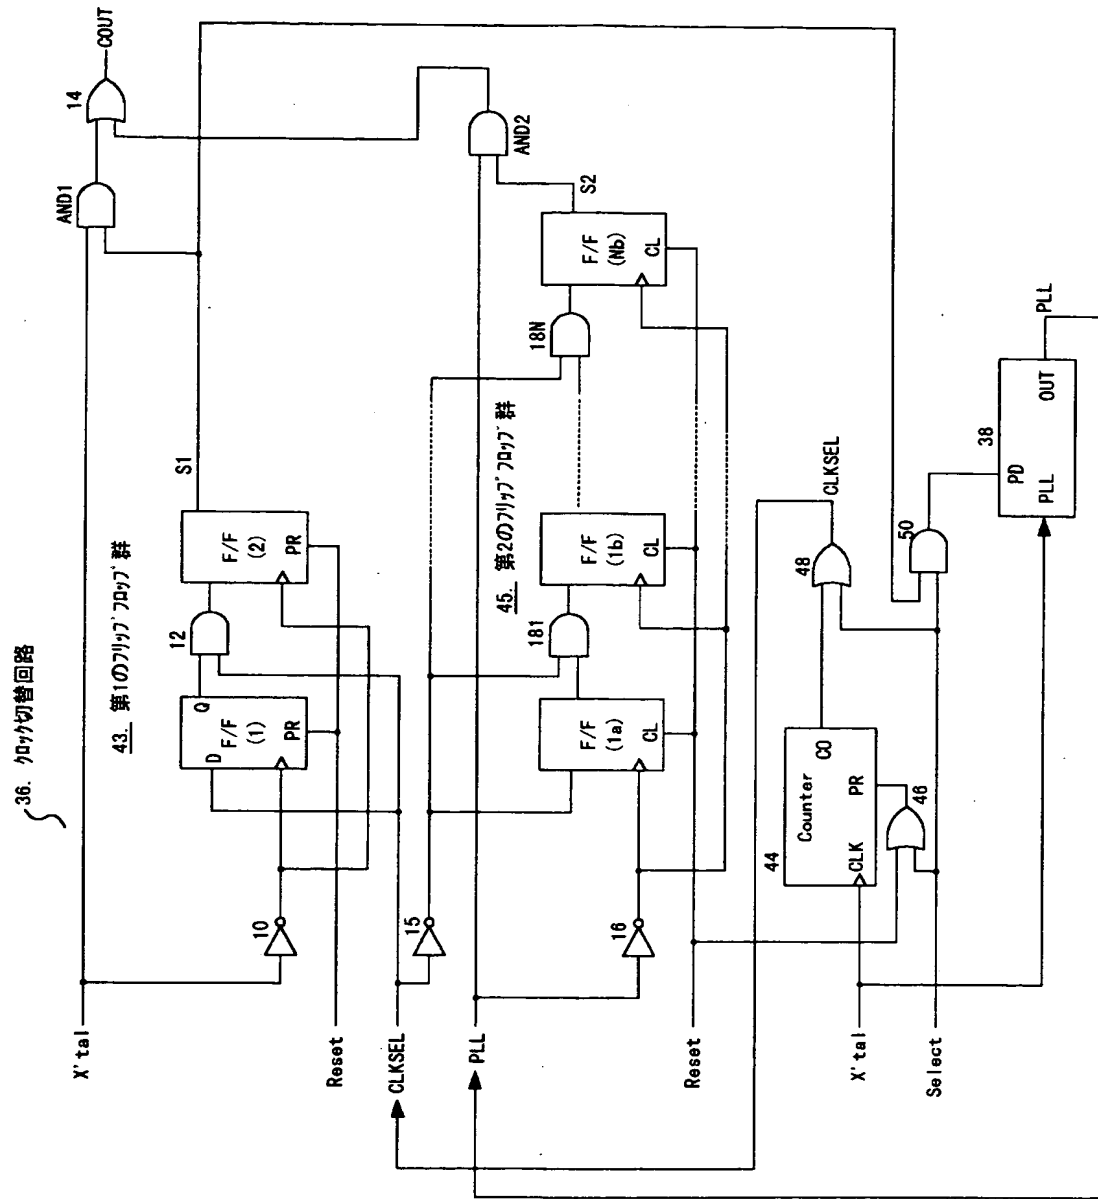 36. クロック切替回路
X'tal
AND1
14
COUT
43. 第1のフリップフロップ群
10
D
Q
F/F
(1)
PR
12
F/F
(2)
PR
S1
Reset
CLKSEL
15
PLL
AND2
45. 第2のフリップフロップ群
16
F/F
(1a)
CL
181
F/F
(1b)
CL
18N
F/F
(Nb)
CL
S2
Reset
44
Counter
CLK
CO
PR
46
48
CLKSEL
X'tal
Select
50
38
PD
PLL
OUT
PLL